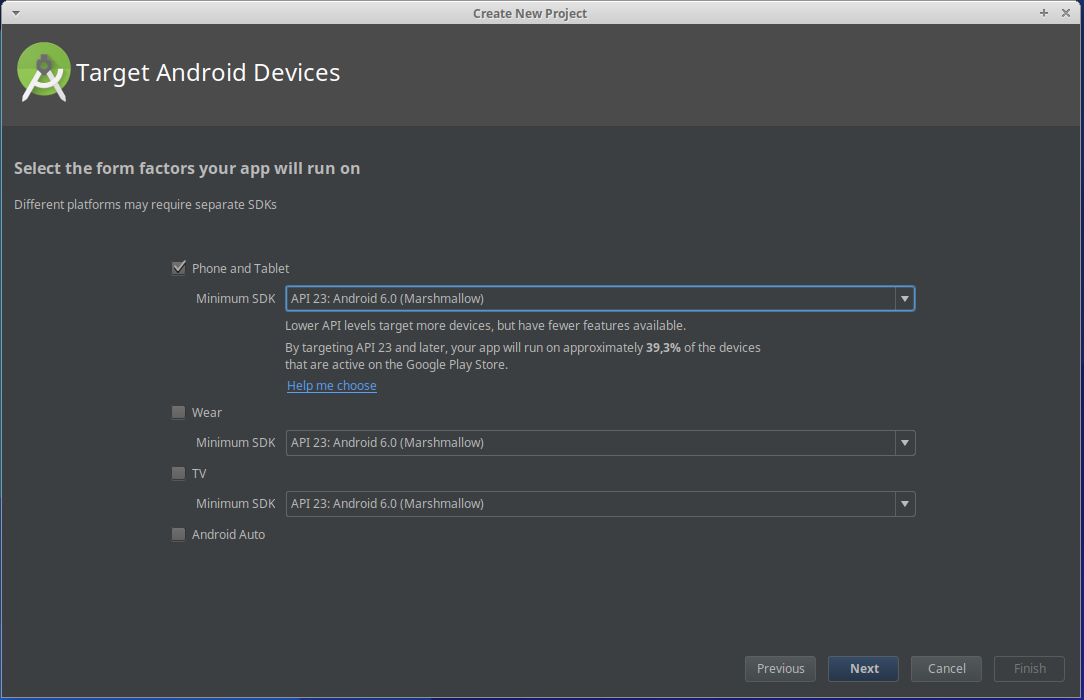 Create New Project
Target Android Devices
Select the form factors your app will run on
Different platforms may require separate SDKs
Phone and Tablet
Minimum SDK API 23: Android 6.0 (Marshmallow)
Lower API levels target more devices, but have fewer features available.
By targeting API 23 and later, your app will run on approximately 39,3% of the devices
that are active on the Google Play Store.
Help me choose
Wear
Minimum SDK API 23: Android 6.0 (Marshmallow)
TV
Minimum SDK API 23: Android 6.0 (Marshmallow)
Android Auto
Previous Next Cancel Finish